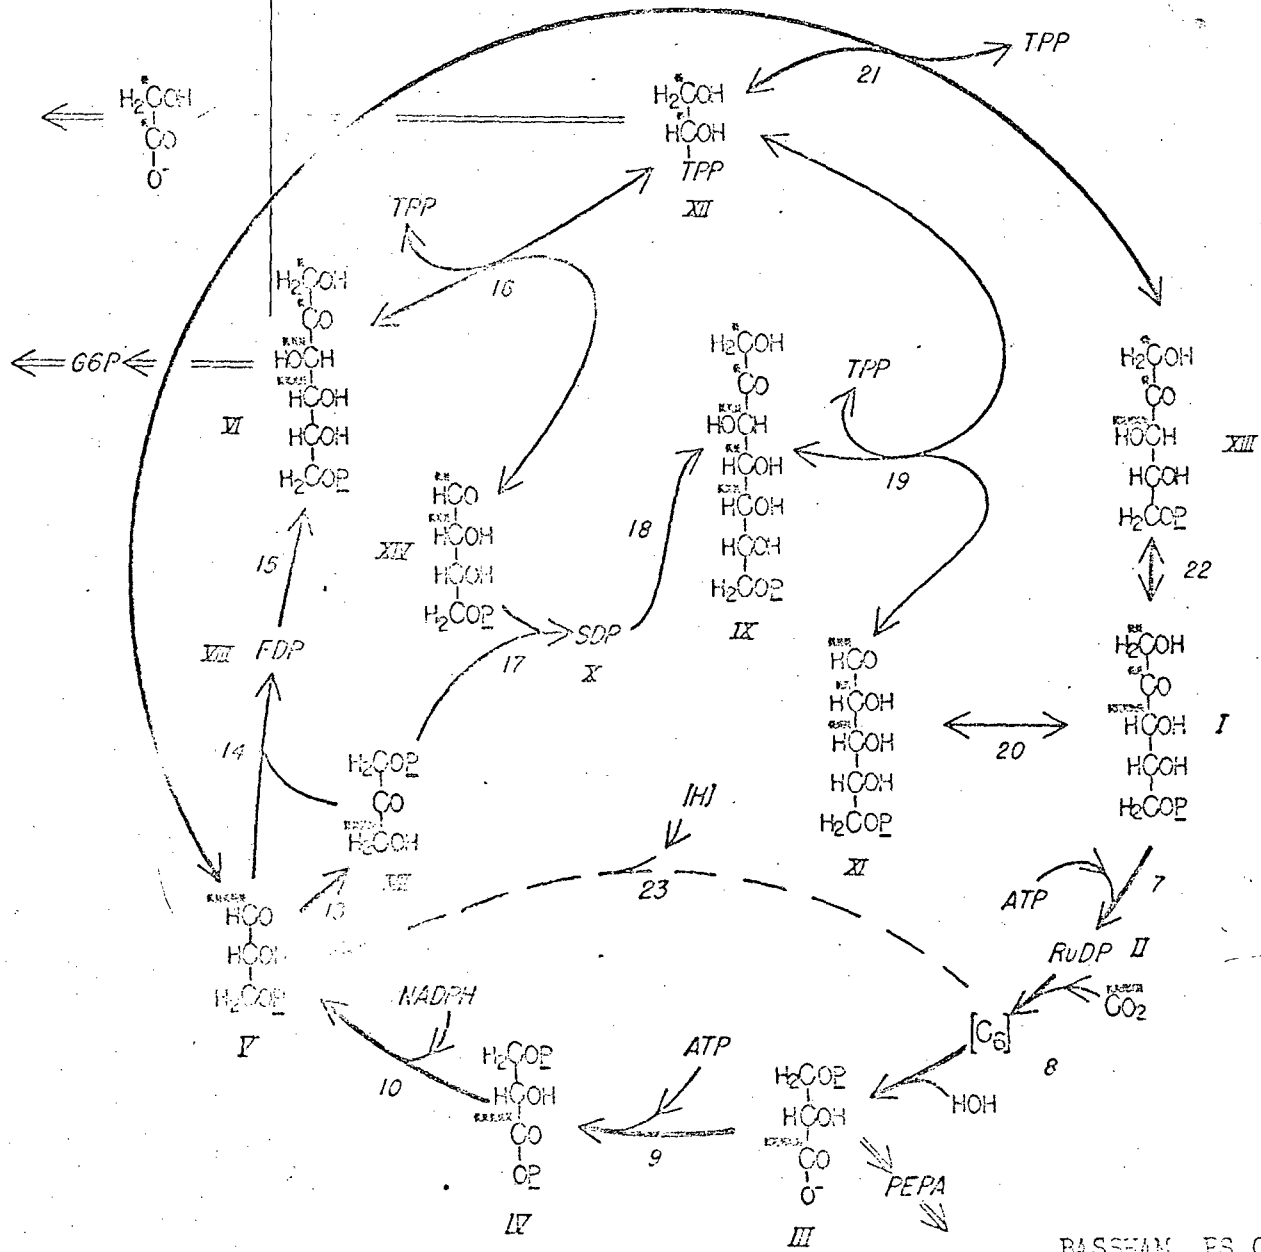 TPP
21
*
H₂COH
*
CO
O⁻
*
H₂COH
*
HCOH
TPP
XII
TPP
16
*
H₂COH
*
CO
***
HOCH
****
HCOH
HCOH
H₂COP
VI
G6P
**
HCO
***
HCOH
HCOH
H₂COP
XIV
*
H₂COH
*
CO
***
HOCH
**
HCOH
***
HCOH
HCOH
H₂COP
IX
TPP
19
18
*
H₂COH
*
CO
*****
HOCH
HCOH
H₂COP
XIII
22
15
VIII FDP
17
SDP
X
***
HCO
**
HCOH
***
HCOH
HCOH
H₂COP
XI
20
**
H₂COH
**
CO
*****
HCOH
HCOH
H₂COP
I
14
H₂COP
CO
*****
HCOH
13
[H]
23
ATP
7
RuDP II
*****
CO₂
[C₆]
8
HOH
*****
HCO
HCOH
H₂COP
V
NADPH
10
H₂COP
HCOH
*****
CO
OP
IV
ATP
9
H₂COP
HCOH
*****
CO
O⁻
III
PEPA